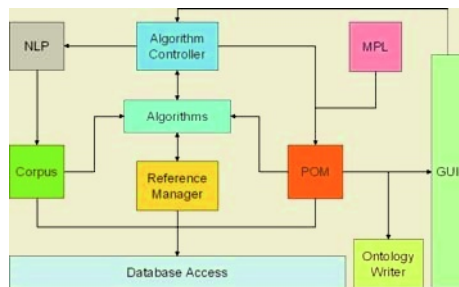 NLP
Algorithm
Controller
MPL
Algorithms
Corpus
Reference
Manager
POM
GUI
Database Access
Ontology
Writer